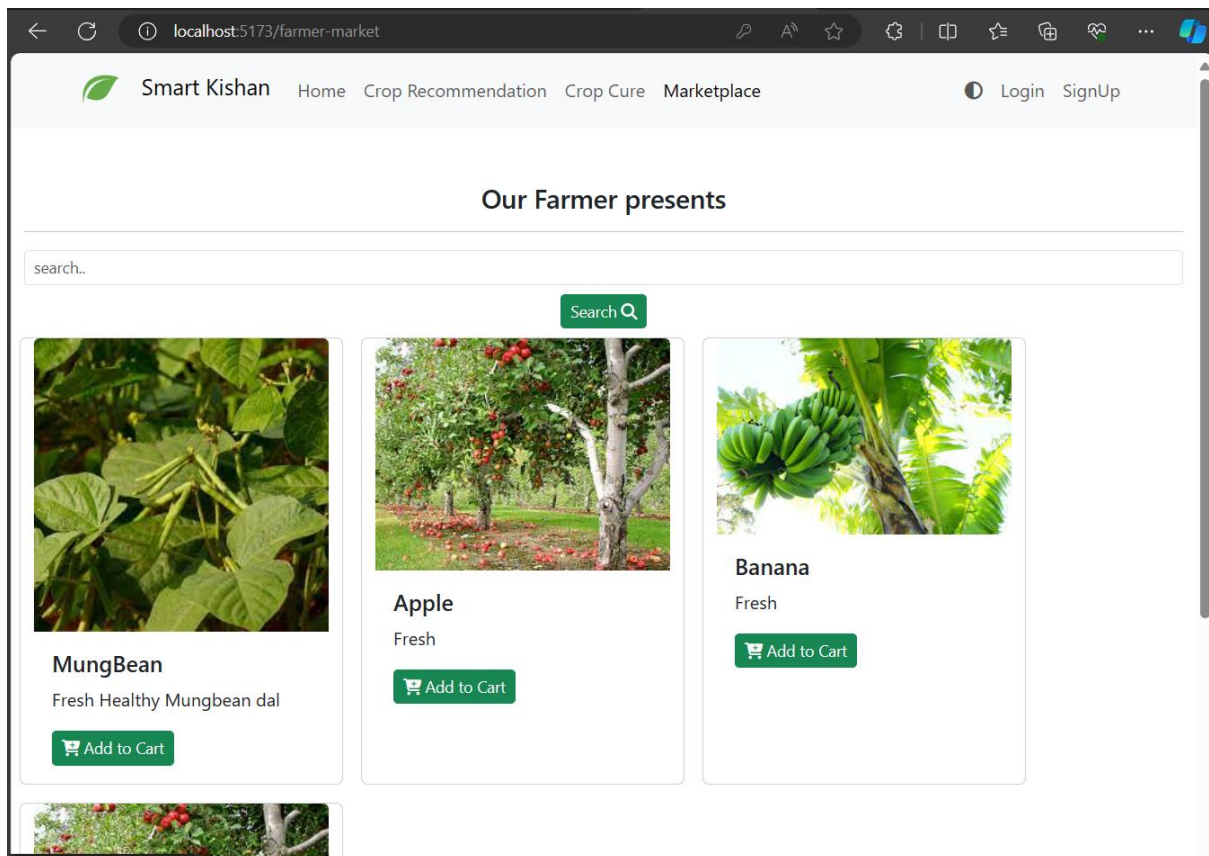 localhost:5173/farmer-market
Smart Kishan Home Crop Recommendation Crop Cure Marketplace Login SignUp
Our Farmer presents
search..
Search
MungBean
Fresh Healthy Mungbean dal
Add to Cart
Apple
Fresh
Add to Cart
Banana
Fresh
Add to Cart